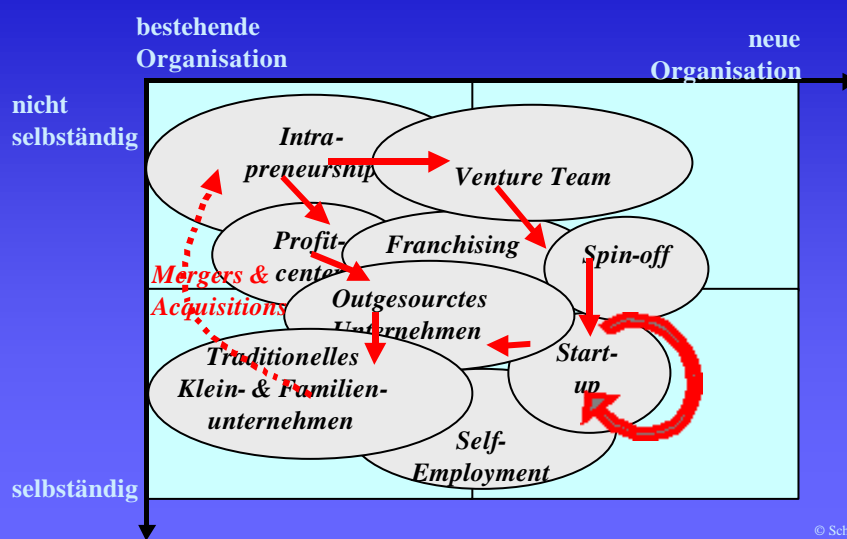 bestehende
Organisation
neue
Organisation
nicht
selbständig
Intra-
preneurship
Venture Team
Profit-
center
Franchising
Spin-off
Mergers &
Acquisitions
Outgesourctes
Unternehmen
Start-
up
Traditionelles
Klein- & Familien-
unternehmen
Self-
Employment
selbständig
© Sch